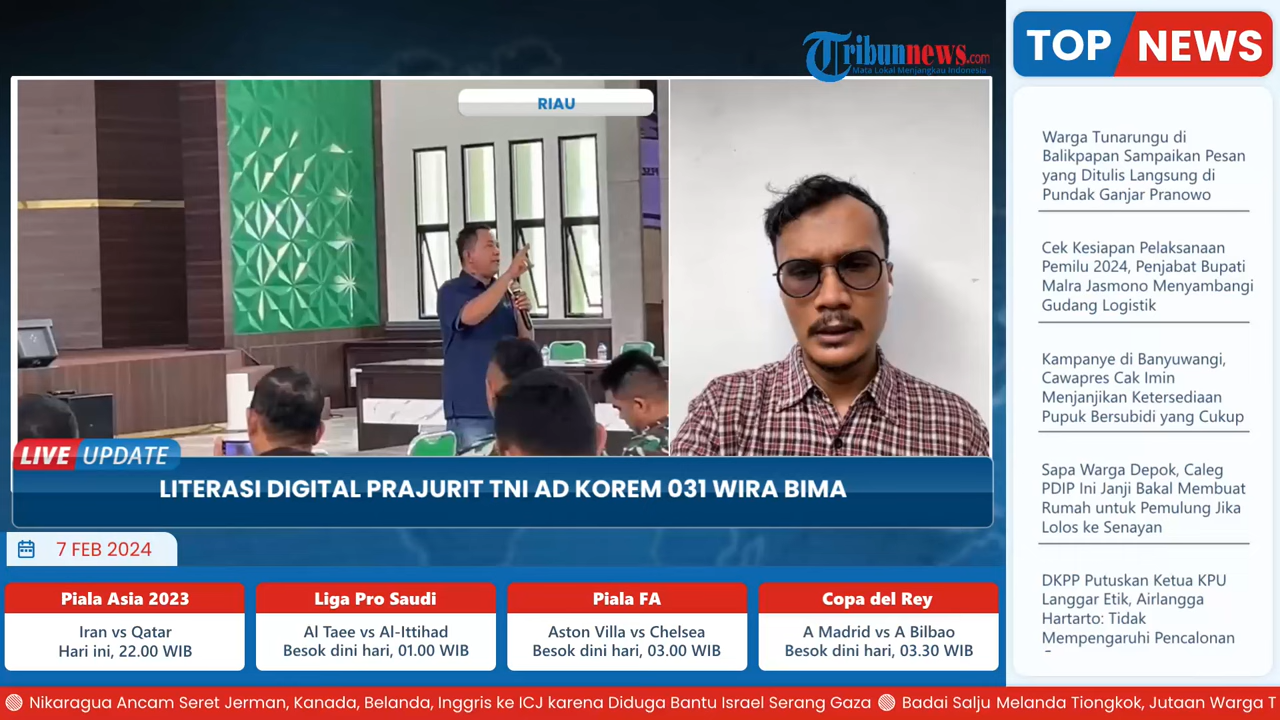 Tribunnews.com
Mata Lokal Menjangkau Indonesia
RIAU
LIVE UPDATE
LITERASI DIGITAL PRAJURIT TNI AD KOREM 031 WIRA BIMA
7 FEB 2024
Piala Asia 2023
Iran vs Qatar
Hari ini, 22.00 WIB
Liga Pro Saudi
Al Taee vs Al-Ittihad
Besok dini hari, 01.00 WIB
Piala FA
Aston Villa vs Chelsea
Besok dini hari, 03.00 WIB
Copa del Rey
A Madrid vs A Bilbao
Besok dini hari, 03.30 WIB
TOP NEWS
Warga Tunarungu di
Balikpapan Sampaikan Pesan
yang Ditulis Langsung di
Pundak Ganjar Pranowo
Cek Kesiapan Pelaksanaan
Pemilu 2024, Penjabat Bupati
Malra Jasmono Menyambangi
Gudang Logistik
Kampanye di Banyuwangi,
Cawapres Cak Imin
Menjanjikan Ketersediaan
Pupuk Bersubidi yang Cukup
Sapa Warga Depok, Caleg
PDIP Ini Janji Bakal Membuat
Rumah untuk Pemulung Jika
Lolos ke Senayan
DKPP Putuskan Ketua KPU
Langgar Etik, Airlangga
Hartarto: Tidak
Mempengaruhi Pencalonan
Nikaragua Ancam Seret Jerman, Kanada, Belanda, Inggris ke ICJ karena Diduga Bantu Israel Serang Gaza Badai Salju Melanda Tiongkok, Jutaan Warga T